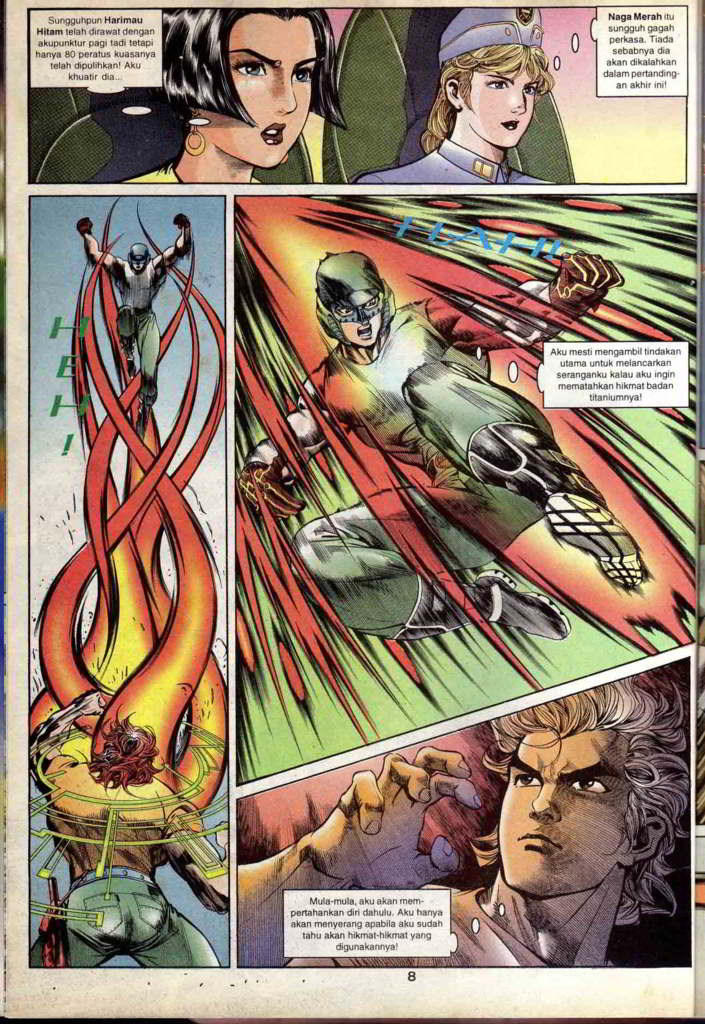 Sungguhpun Harimau
Hitam telah dirawat dengan
akupunktur pagi tadi tetapi
hanya 80 peratus kuasanya
telah dipulihkan! Aku
khuatir dia...
Naga Merah itu
sungguh gagah
perkasa. Tiada
sebabnya dia
akan dikalahkan
dalam pertanding-
an akhir ini!
HEH!
HAH!!
Aku mesti mengambil tindakan
utama untuk melancarkan
seranganku kalau aku ingin
mematahkan hikmat badan
titaniumnya!
Mula-mula, aku akan mem-
pertahankan diri dahulu. Aku hanya
akan menyerang apabila aku sudah
tahu akan hikmat-hikmat yang
digunakannya!
8